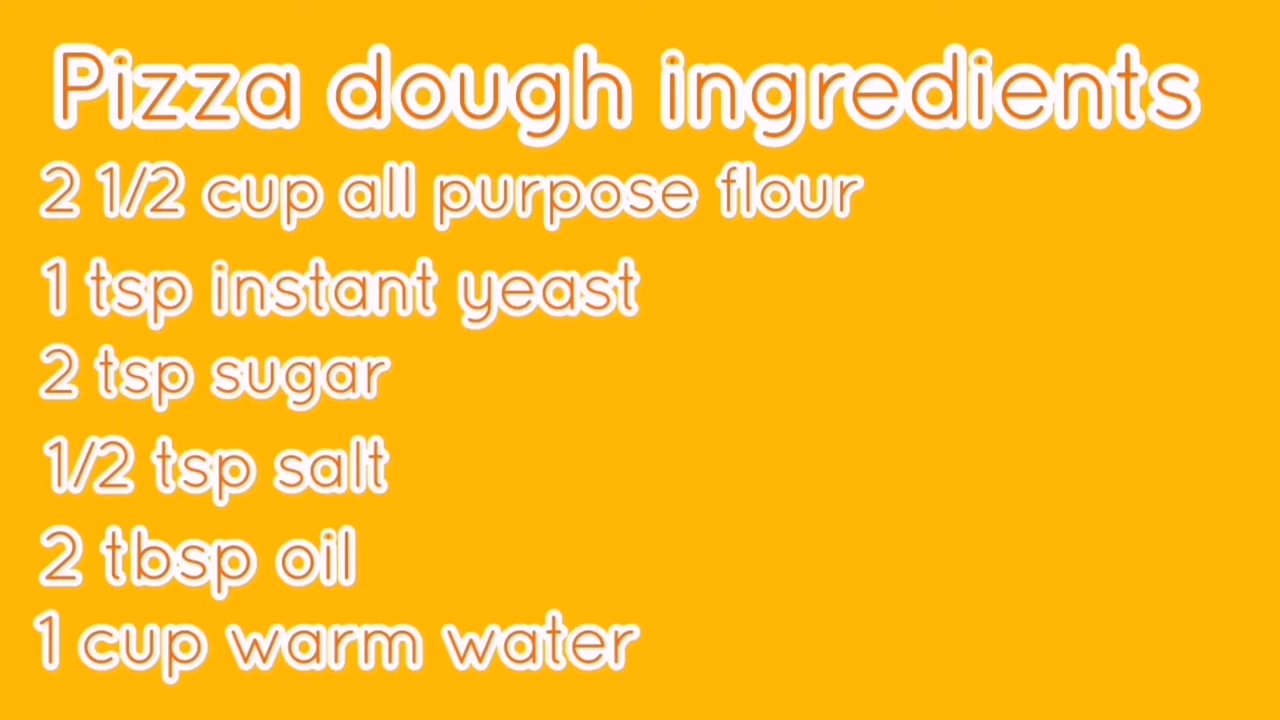 Pizza dough ingredients
2 1/2 cup all purpose flour
1 tsp instant yeast
2 tsp sugar
1/2 tsp salt
2 tbsp oil
1 cup warm water